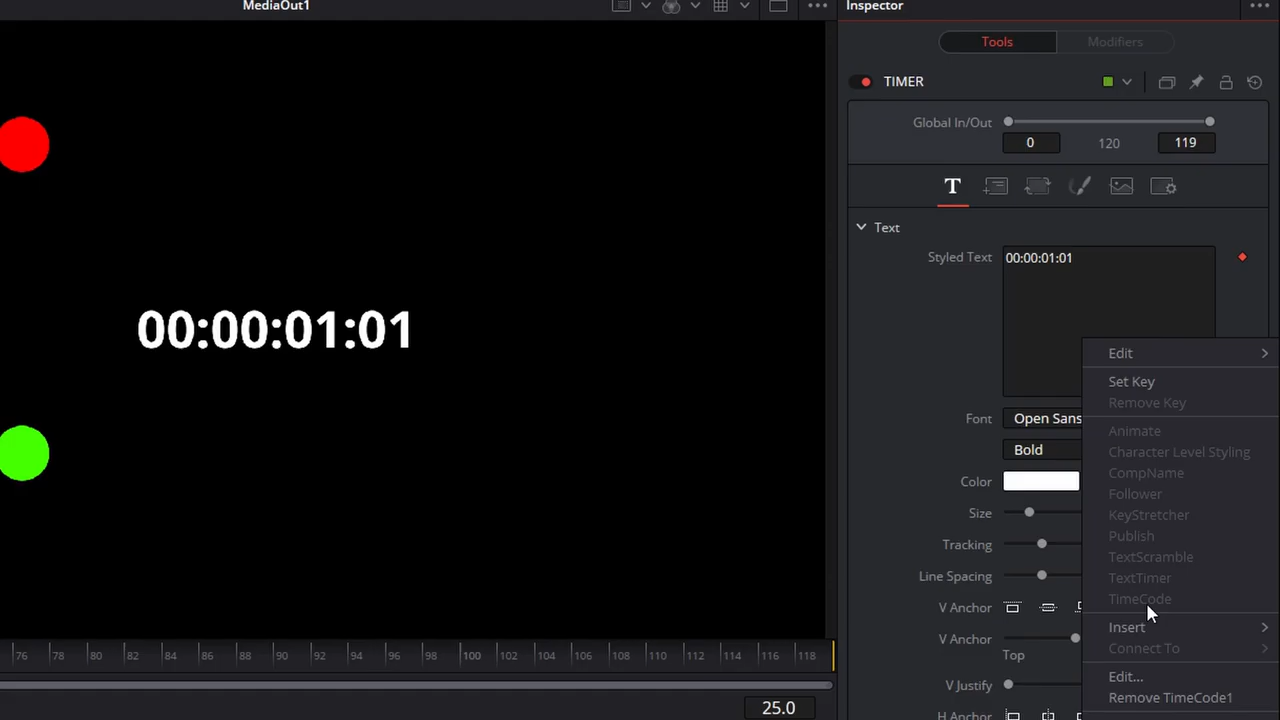 MediaOut1
Inspector
Tools
Modifiers
TIMER
Global In/Out
0
120
119
T
Text
Styled Text
00:00:01:01
00:00:01:01
Font
Open Sans
Bold
Color
Size
Tracking
Line Spacing
V Anchor
V Anchor
Top
V Justify
H Anchor
Edit
Set Key
Remove Key
Animate
Character Level Styling
CompName
Follower
KeyStretcher
Publish
TextScramble
TextTimer
TimeCode
Insert
Connect To
Edit...
Remove TimeCode1
76 78 80 82 84 86 88 90 92 94 96 98 100 102 104 106 108 110 112 114 116 118
25.0